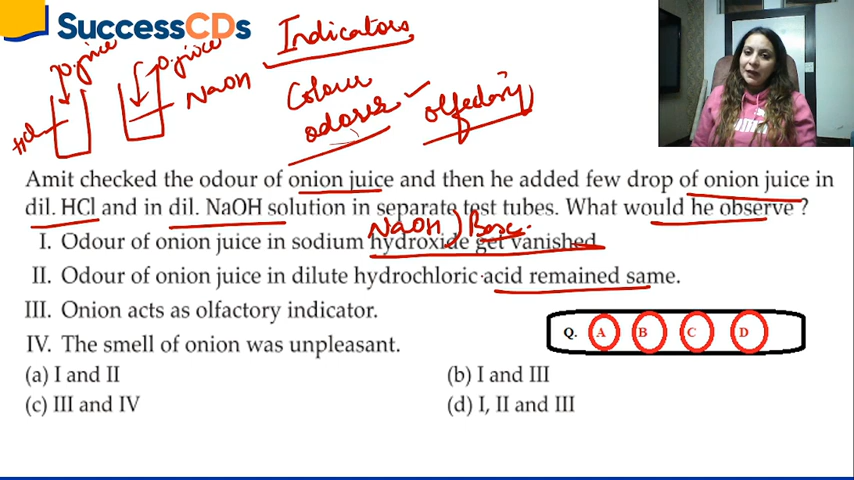 SuccessCDs
Indicators
o.juice
o.juice
NaOH
HCl
Colour
odour
olfactory
Amit checked the odour of onion juice and then he added few drop of onion juice in
dil. HCl and in dil. NaOH solution in separate test tubes. What would he observe ?
NaOH) Base.
I. Odour of onion juice in sodium hydroxide get vanished
II. Odour of onion juice in dilute hydrochloric acid remained same.
III. Onion acts as olfactory indicator.
IV. The smell of onion was unpleasant.
Q. A B C D
(a) I and II
(b) I and III
(c) III and IV
(d) I, II and III